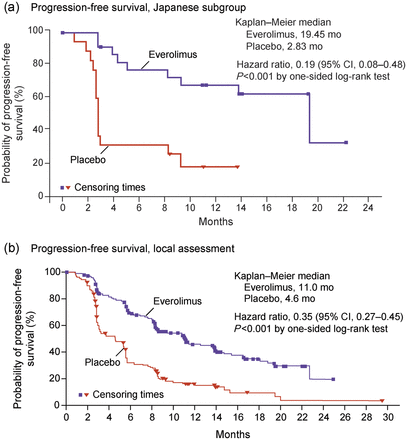 (a) Progression-free survival, Japanese subgroup
Kaplan–Meier median
Everolimus, 19.45 mo
Placebo, 2.83 mo
Hazard ratio, 0.19 (95% CI, 0.08–0.48)
P<0.001 by one-sided log-rank test
Probability of progression-free
survival (%)
100
80
60
40
20
0
Everolimus
Placebo
Censoring times
0 2 4 6 8 10 12 14 16 18 20 22 24
Months
(b) Progression-free survival, local assessment
Kaplan–Meier median
Everolimus, 11.0 mo
Placebo, 4.6 mo
Hazard ratio, 0.35 (95% CI, 0.27–0.45)
P<0.001 by one-sided log-rank test
Probability of progression-free
survival (%)
100
80
60
40
20
0
Everolimus
Placebo
Censoring times
0 2 4 6 8 10 12 14 16 18 20 22 24 26 28 30
Months